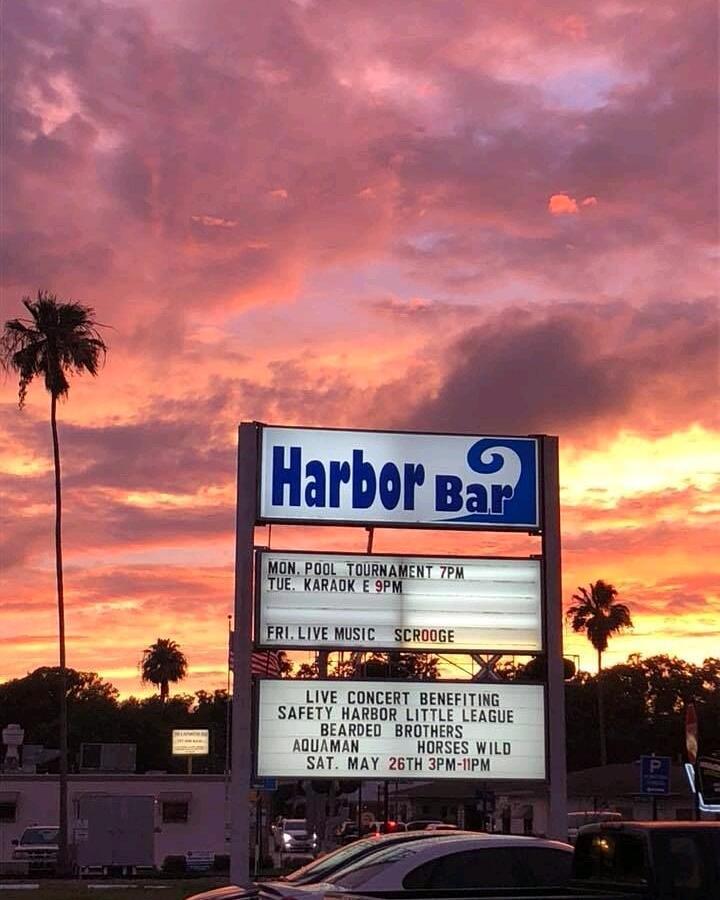 Harbor Bar
MON. POOL TOURNAMENT 7PM
TUE. KARAOK E 9PM
FRI. LIVE MUSIC SCROOGE
LIVE CONCERT BENEFITING
SAFETY HARBOR LITTLE LEAGUE
BEARDED BROTHERS
AQUAMAN HORSES WILD
SAT. MAY 26TH 3PM-11PM
P